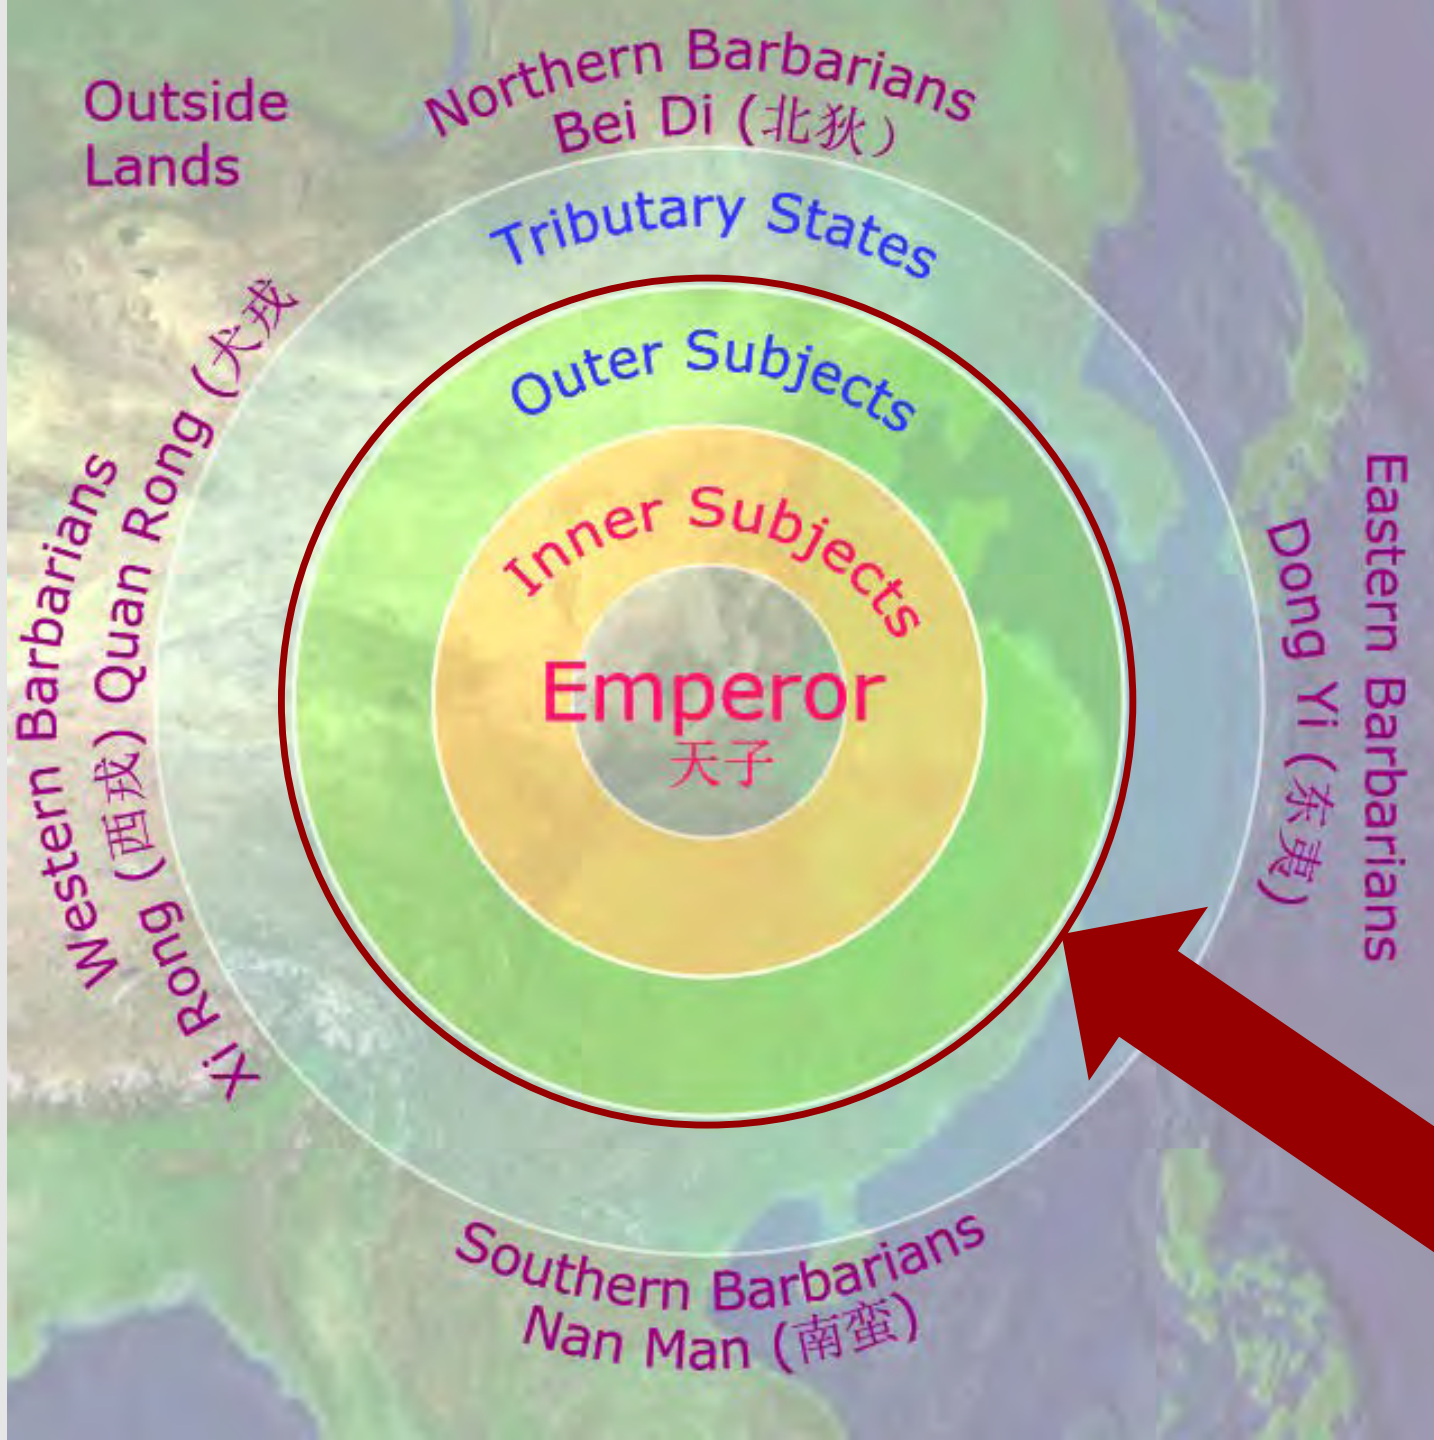 Outside
Lands
Northern Barbarians
Bei Di (北狄)
Tributary States
Outer Subjects
Inner Subjects
Emperor
天子
Western Barbarians
Xi Rong (西戎) Quan Rong (犬戎
Eastern Barbarians
Dong Yi (东夷)
Southern Barbarians
Nan Man (南蛮)